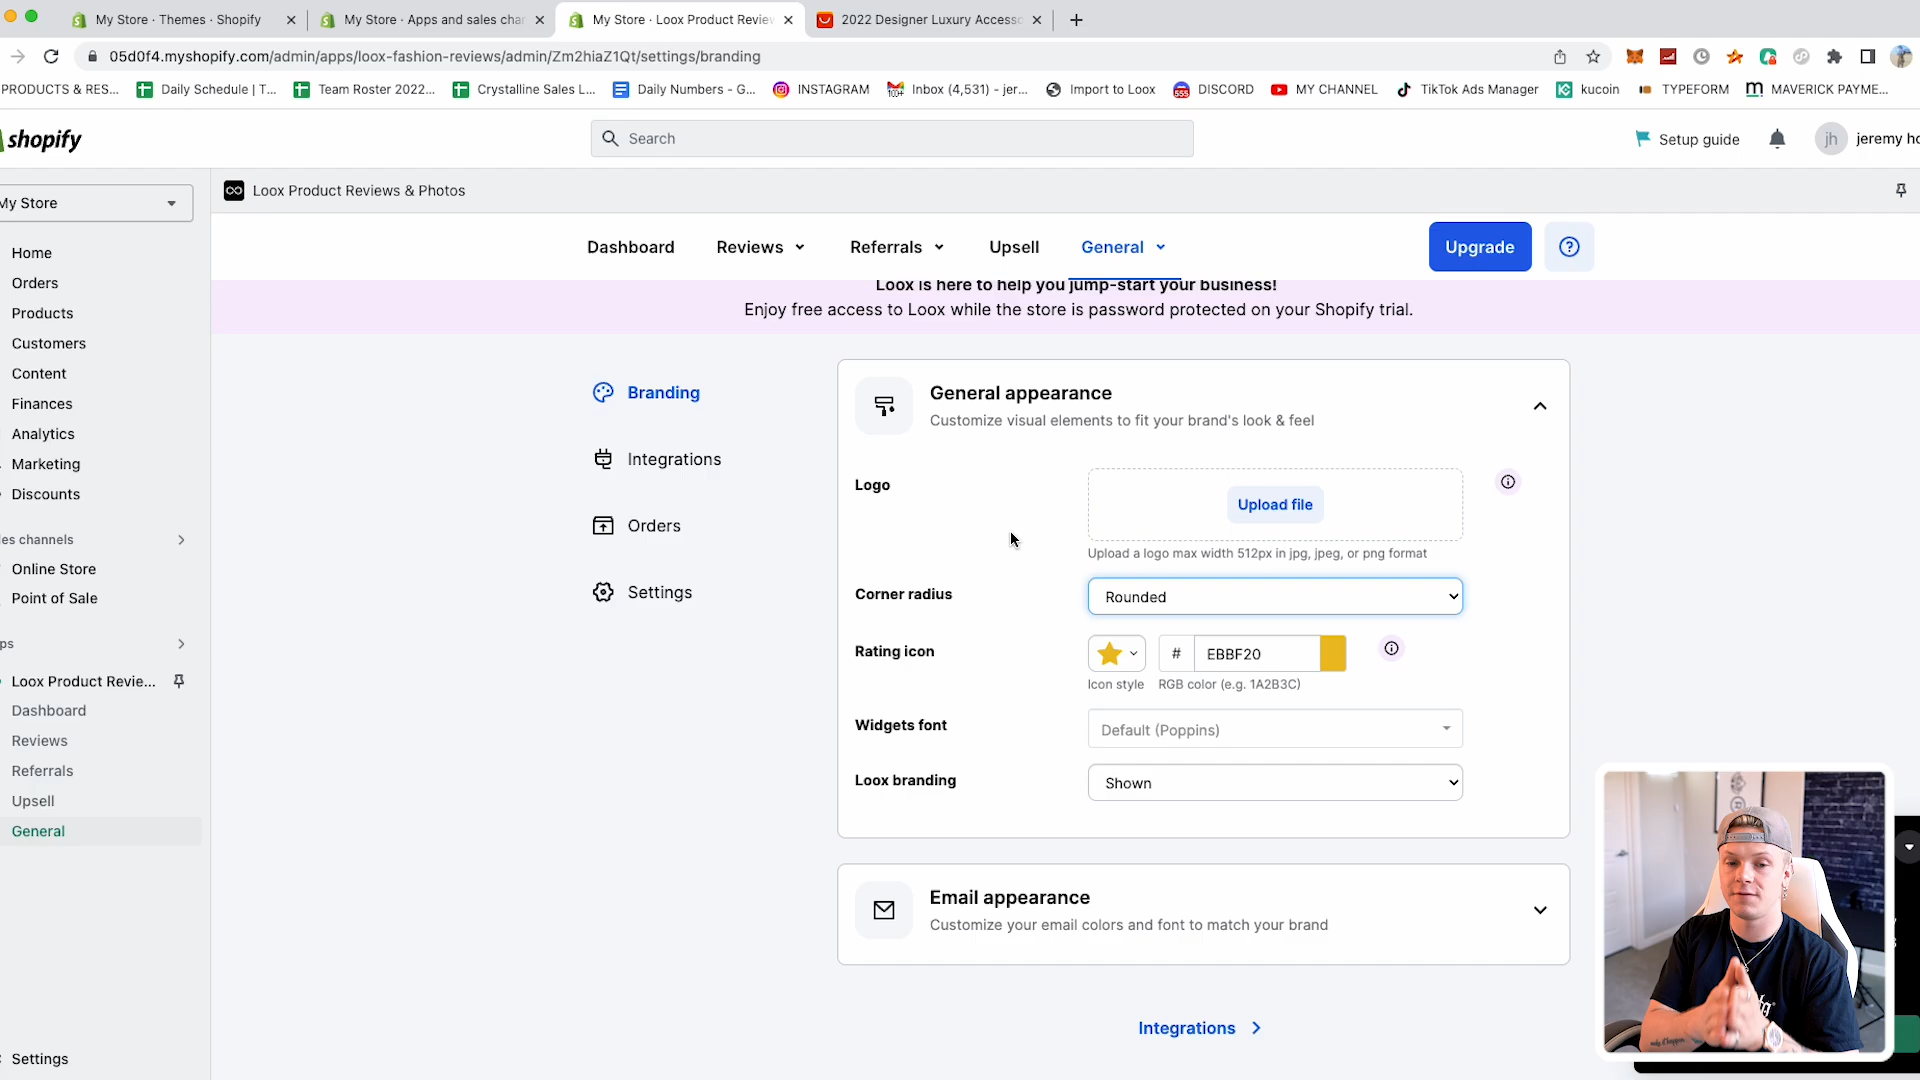 My Store · Themes · Shopify
My Store · Apps and sales cha
My Store · Loox Product Revie
2022 Designer Luxury Accesso
05d0f4.myshopify.com/admin/apps/loox-fashion-reviews/admin/Zm2hiaZ1Qt/settings/branding
PRODUCTS & RES...
Daily Schedule | T...
Team Roster 2022...
Crystalline Sales L...
Daily Numbers - G...
INSTAGRAM
Inbox (4,531) - jer...
Import to Loox
DISCORD
MY CHANNEL
TikTok Ads Manager
kucoin
TYPEFORM
MAVERICK PAYME...
shopify
Search
Setup guide
jh
jeremy ho
My Store
Loox Product Reviews & Photos
Dashboard
Reviews
Referrals
Upsell
General
Upgrade
Loox is here to help you jump-start your business!
Enjoy free access to Loox while the store is password protected on your Shopify trial.
Home
Orders
Products
Customers
Content
Finances
Analytics
Marketing
Discounts
les channels
Online Store
Point of Sale
ps
Loox Product Revie...
Dashboard
Reviews
Referrals
Upsell
General
Settings
Branding
Integrations
Orders
Settings
General appearance
Customize visual elements to fit your brand's look & feel
Logo
Upload file
Upload a logo max width 512px in jpg, jpeg, or png format
Corner radius
Rounded
Rating icon
# EBBF20
Icon style
RGB color (e.g. 1A2B3C)
Widgets font
Default (Poppins)
Loox branding
Shown
Email appearance
Customize your email colors and font to match your brand
Integrations